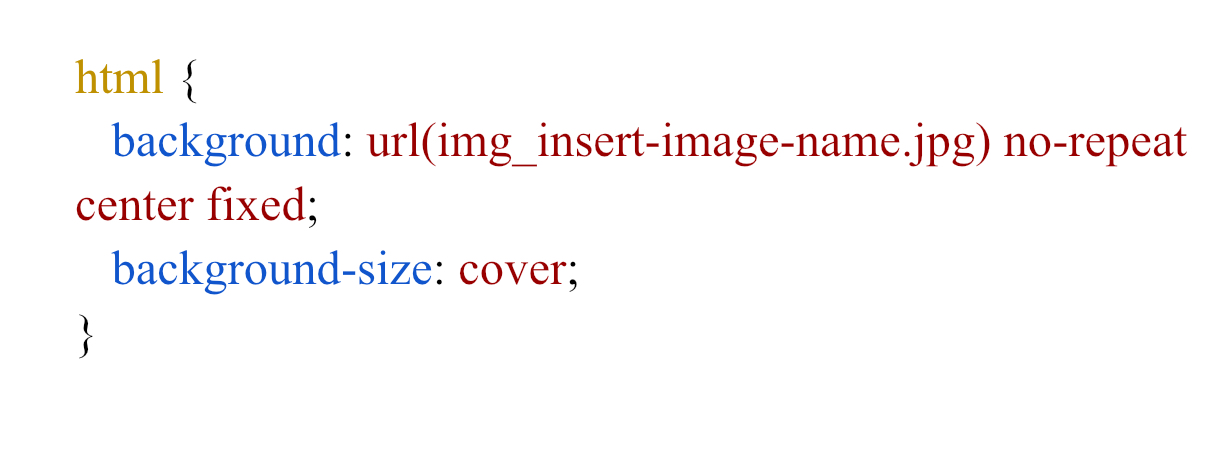 html {
background: url(img_insert-image-name.jpg) no-repeat
center fixed;
background-size: cover;
}